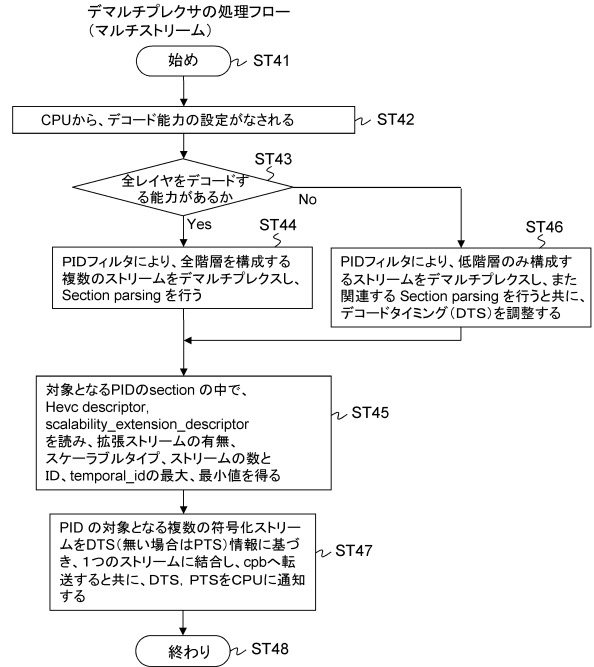 デマルチプレクサの処理フロー
（マルチストリーム）
始め
ST41
CPUから、デコード能力の設定がなされる
ST42
ST43
全レイヤをデコードす
る能力があるか
No
Yes
ST44
PIDフィルタにより、全階層を構成する
複数のストリームをデマルチプレクスし、
Section parsing を行う
ST46
PIDフィルタにより、低階層のみ構成す
るストリームをデマルチプレクスし、また
関連する Section parsing を行うと共に、
デコードタイミング（DTS）を調整する
対象となるPIDのsection の中で、
Hevc descriptor,
scalability_extension_descriptor
を読み、拡張ストリームの有無、
スケーラブルタイプ、ストリームの数と
ID、temporal_idの最大、最小値を得る
ST45
PID の対象となる複数の符号化ストリー
ムをDTS（無い場合はPTS）情報に基づ
き、１つのストリームに結合し、cpbへ転
送すると共に、DTS，PTSをCPUに通知
する
ST47
終わり
ST48